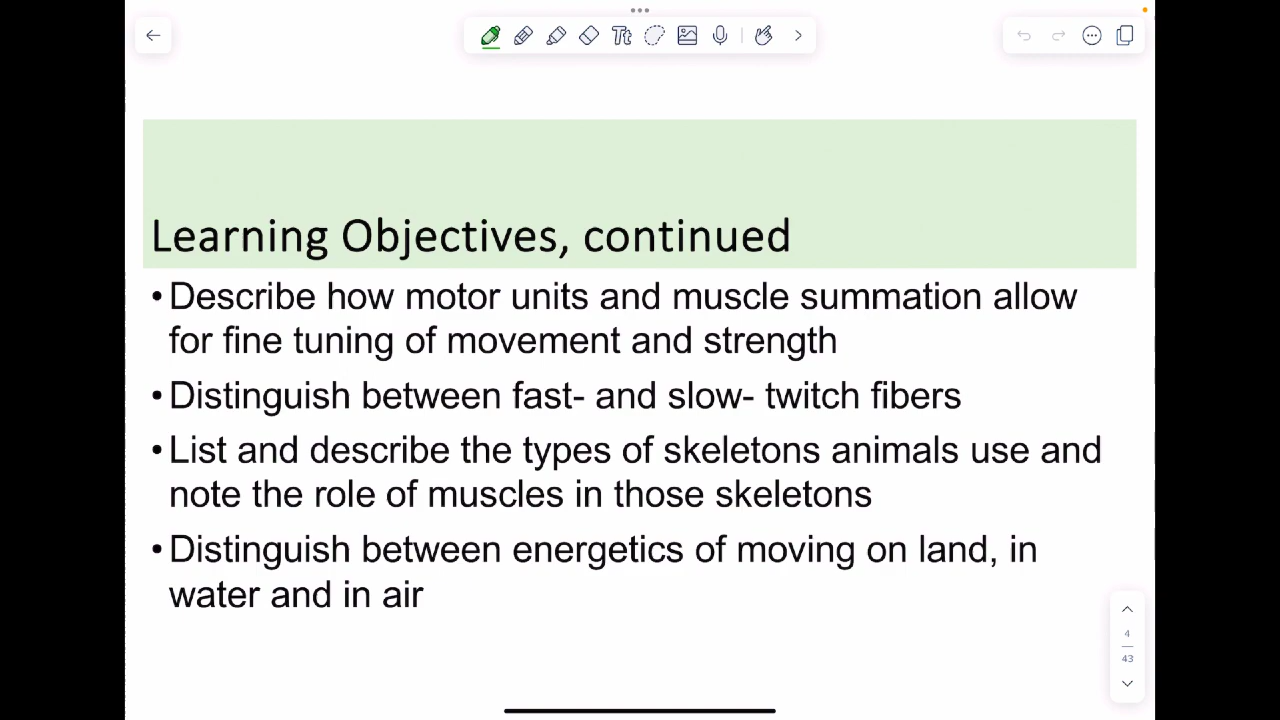 Tt
Learning Objectives, continued
•Describe how motor units and muscle summation allow
for fine tuning of movement and strength
•Distinguish between fast- and slow- twitch fibers
•List and describe the types of skeletons animals use and
note the role of muscles in those skeletons
•Distinguish between energetics of moving on land, in
water and in air
4
43